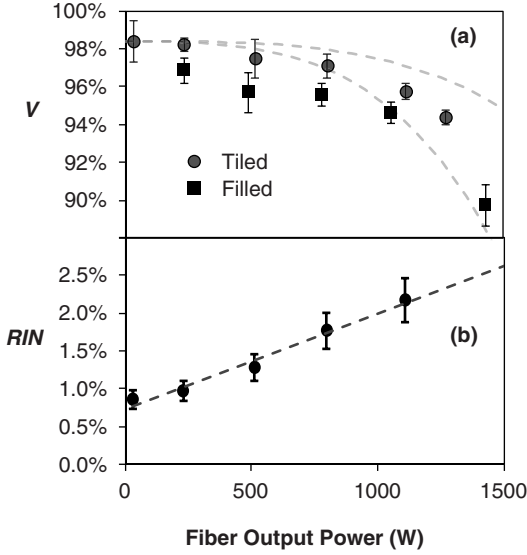 100%
(a)
98%
96%
V
94%
92%
Tiled
Filled
90%
2.5%
2.0%
RIN
(b)
1.5%
1.0%
0.5%
0.0%
0 500 1000 1500
Fiber Output Power (W)